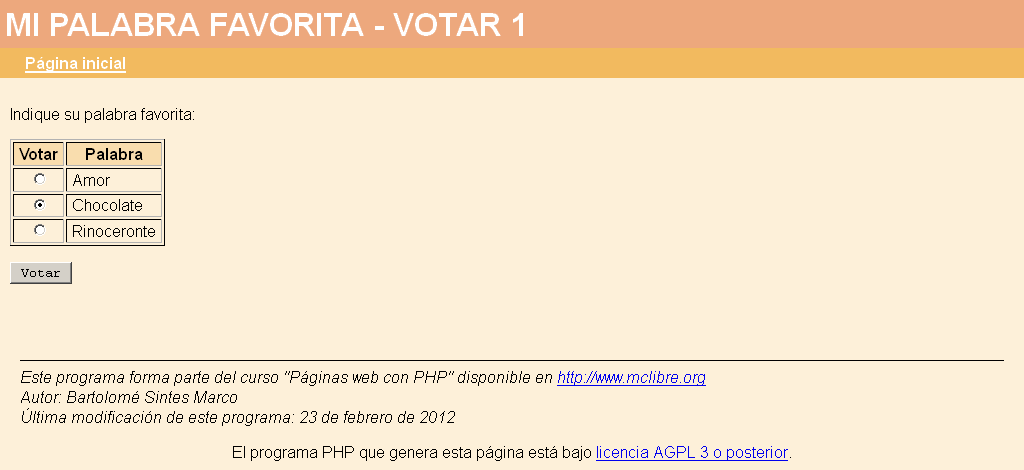 MI PALABRA FAVORITA - VOTAR 1
Página inicial
Indique su palabra favorita:
Votar Palabra
Amor
Chocolate
Rinoceronte
Votar
Este programa forma parte del curso "Páginas web con PHP" disponible en http://www.mclibre.org
Autor: Bartolomé Sintes Marco
Última modificación de este programa: 23 de febrero de 2012
El programa PHP que genera esta página está bajo licencia AGPL 3 o posterior.